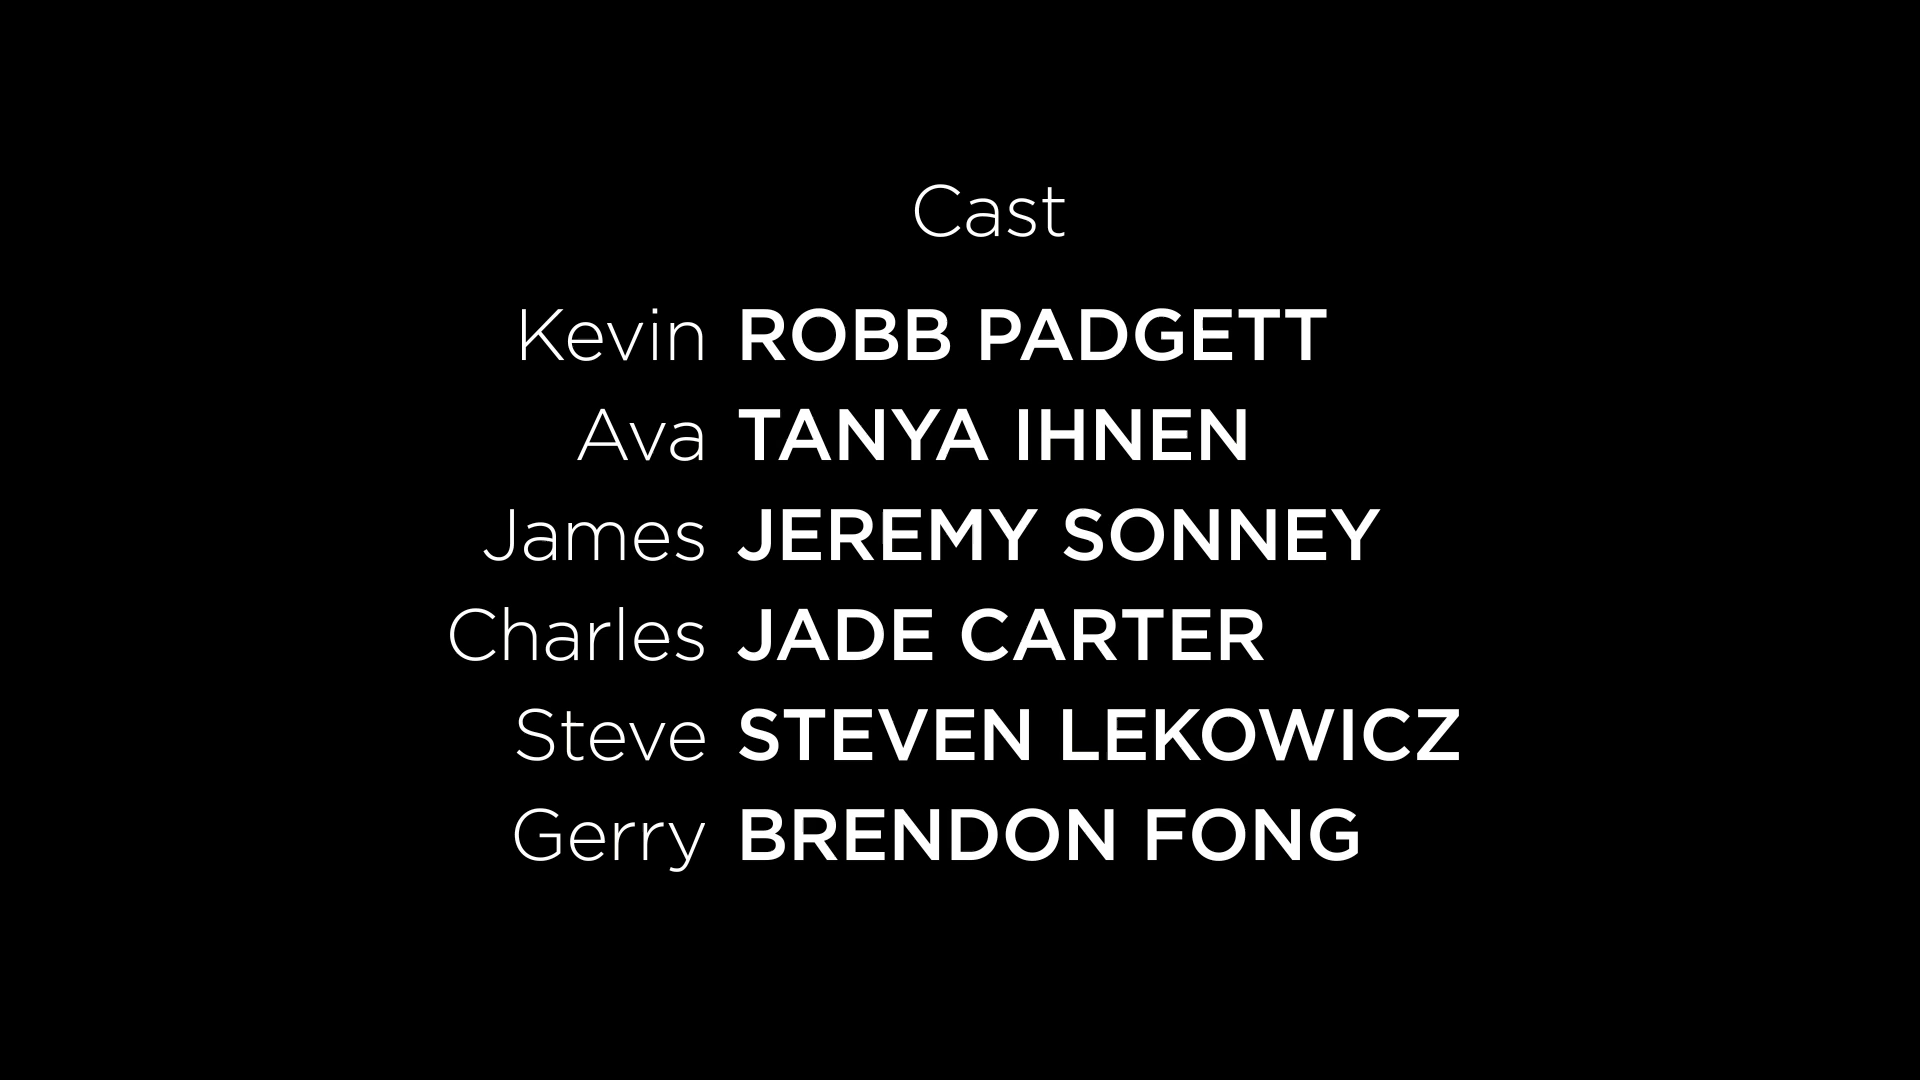 Cast
Kevin ROBB PADGETT
Ava TANYA IHNEN
James JEREMY SONNEY
Charles JADE CARTER
Steve STEVEN LEKOWICZ
Gerry BRENDON FONG